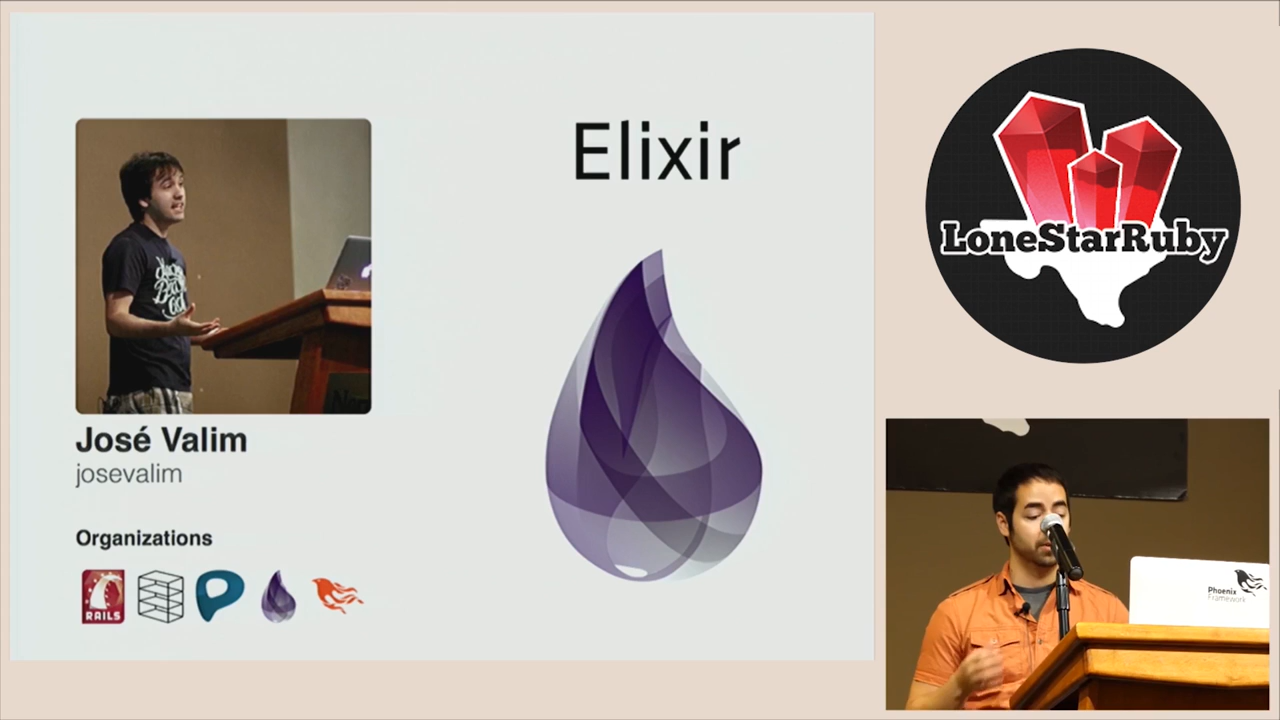 Elixir
José Valim
josevalim
Organizations
RAILS
LoneStarRuby
Phoenix
Framework